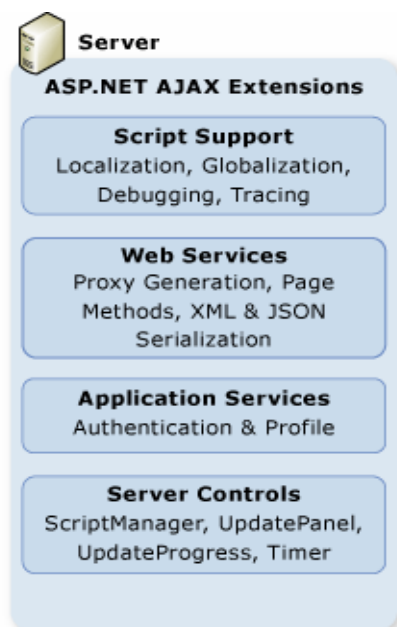 Server
ASP.NET AJAX Extensions
Script Support
Localization, Globalization,
Debugging, Tracing
Web Services
Proxy Generation, Page
Methods, XML & JSON
Serialization
Application Services
Authentication & Profile
Server Controls
ScriptManager, UpdatePanel,
UpdateProgress, Timer